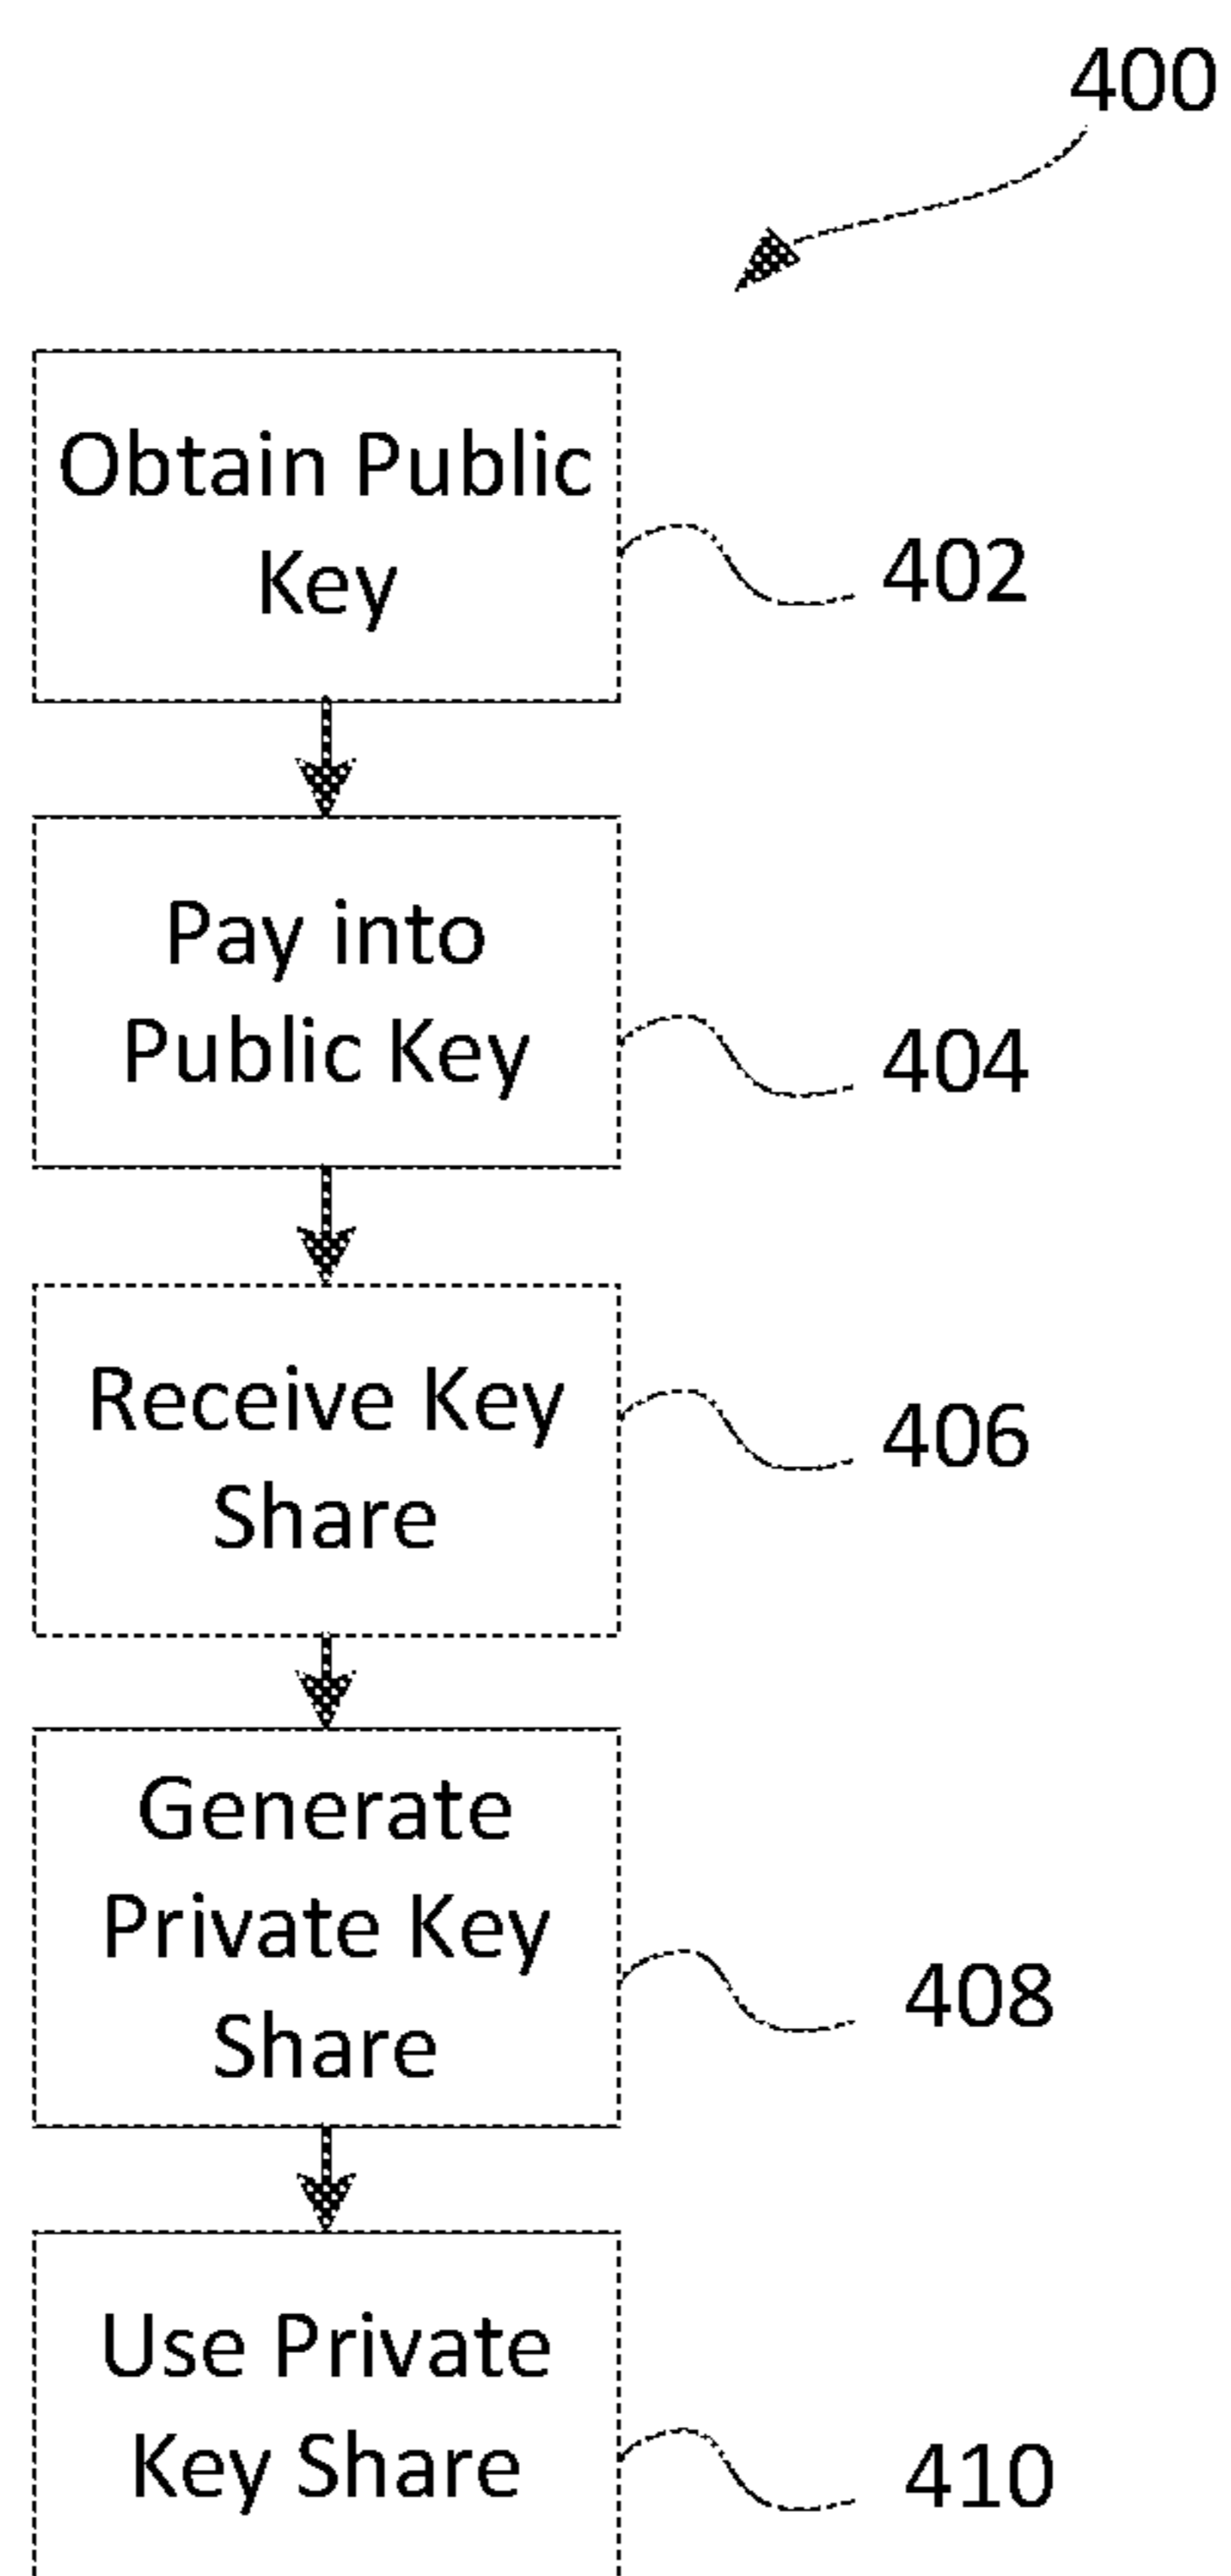 400
Obtain Public
Key
402
Pay into
Public Key
404
Receive Key
Share
406
Generate
Private Key
Share
408
Use Private
Key Share
410